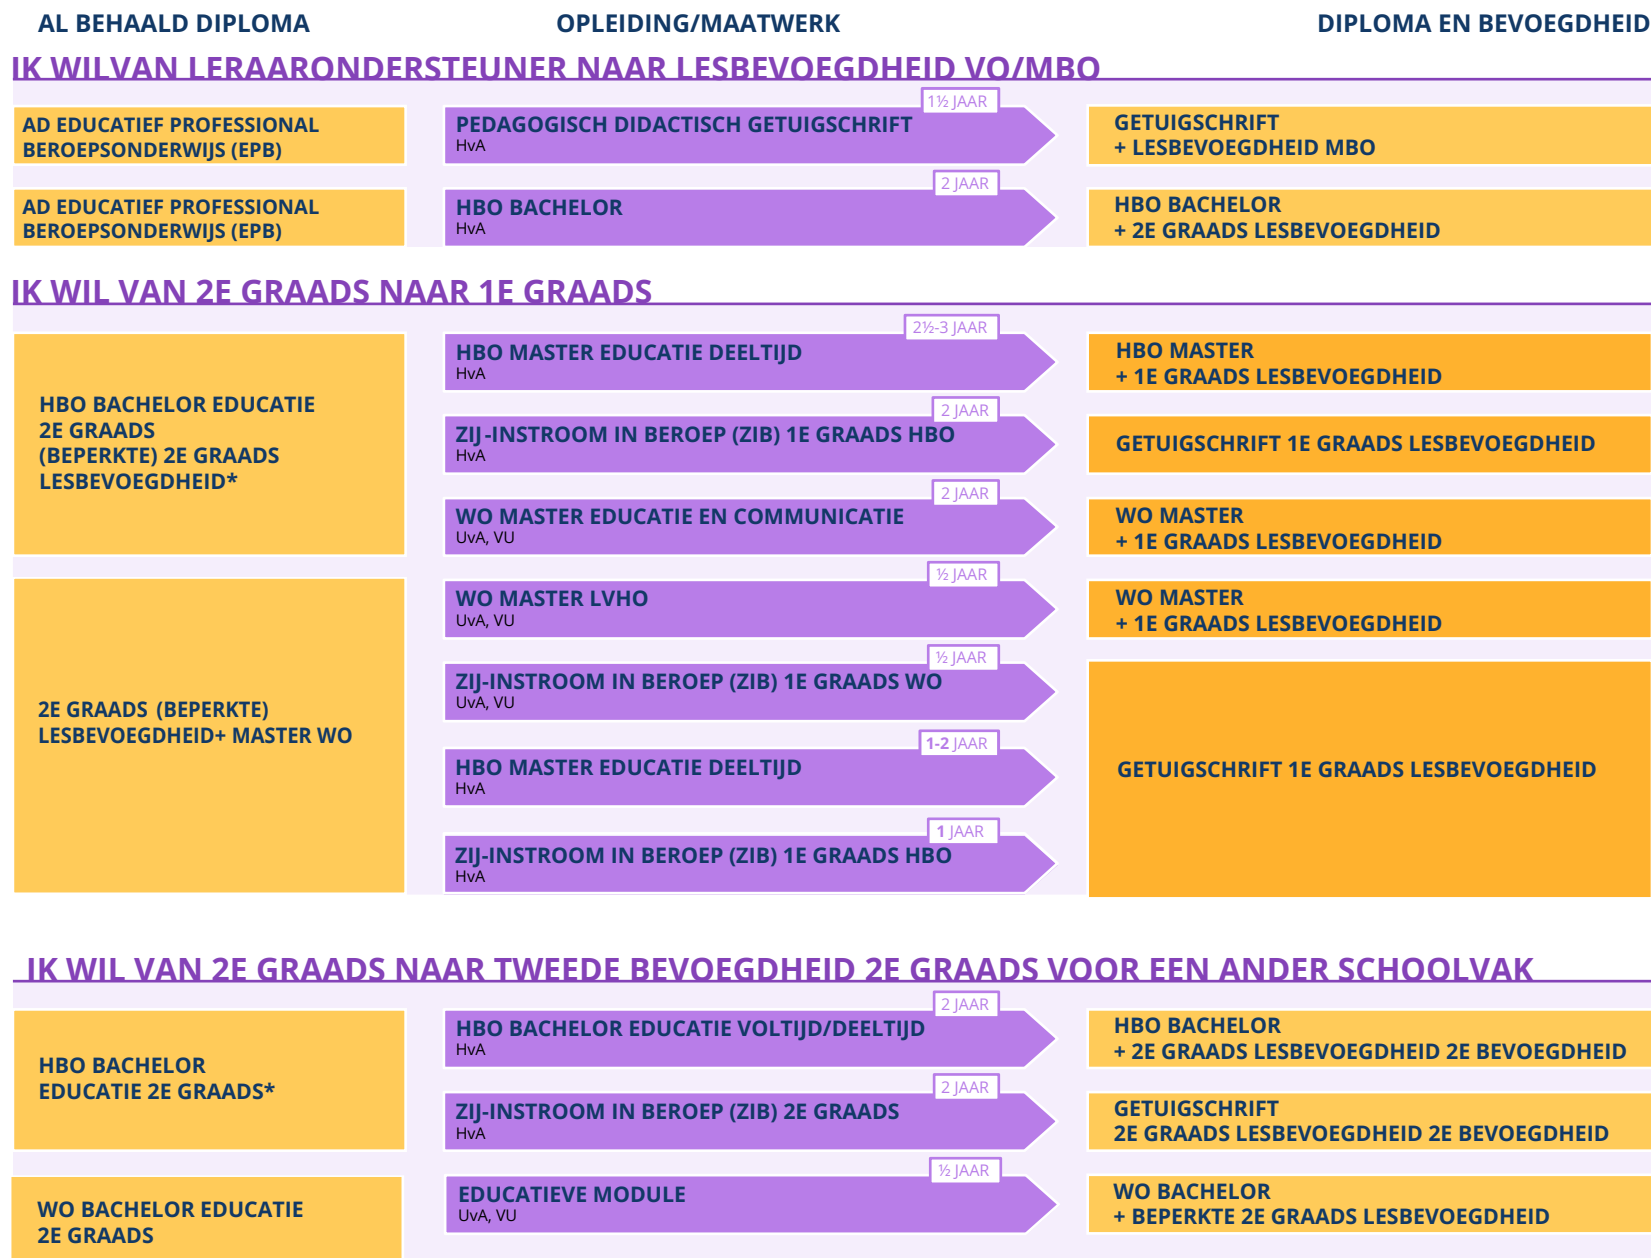 AL BEHAALD DIPLOMA OPLEIDING/MAATWERK DIPLOMA EN BEVOEGDHEID
IK WILVAN LERAARONDERSTEUNER NAAR LESBEVOEGDHEID VO/MBO
AD EDUCATIEF PROFESSIONAL
BEROEPSONDERWIJS (EPB)
1½ JAAR
PEDAGOGISCH DIDACTISCH GETUIGSCHRIFT
HvA
GETUIGSCHRIFT
+ LESBEVOEGDHEID MBO
AD EDUCATIEF PROFESSIONAL
BEROEPSONDERWIJS (EPB)
2 JAAR
HBO BACHELOR
HvA
HBO BACHELOR
+ 2E GRAADS LESBEVOEGDHEID
IK WIL VAN 2E GRAADS NAAR 1E GRAADS
HBO BACHELOR EDUCATIE
2E GRAADS
(BEPERKTE) 2E GRAADS
LESBEVOEGDHEID*
2½-3 JAAR
HBO MASTER EDUCATIE DEELTIJD
HvA
HBO MASTER
+ 1E GRAADS LESBEVOEGDHEID
2 JAAR
ZIJ-INSTROOM IN BEROEP (ZIB) 1E GRAADS HBO
HvA
GETUIGSCHRIFT 1E GRAADS LESBEVOEGDHEID
2 JAAR
WO MASTER EDUCATIE EN COMMUNICATIE
UvA, VU
WO MASTER
+ 1E GRAADS LESBEVOEGDHEID
2E GRAADS (BEPERKTE)
LESBEVOEGDHEID+ MASTER WO
½ JAAR
WO MASTER LVHO
UvA, VU
WO MASTER
+ 1E GRAADS LESBEVOEGDHEID
½ JAAR
ZIJ-INSTROOM IN BEROEP (ZIB) 1E GRAADS WO
UvA, VU
1-2 JAAR
HBO MASTER EDUCATIE DEELTIJD
HvA
GETUIGSCHRIFT 1E GRAADS LESBEVOEGDHEID
1 JAAR
ZIJ-INSTROOM IN BEROEP (ZIB) 1E GRAADS HBO
HvA
IK WIL VAN 2E GRAADS NAAR TWEEDE BEVOEGDHEID 2E GRAADS VOOR EEN ANDER SCHOOLVAK
HBO BACHELOR
EDUCATIE 2E GRAADS*
2 JAAR
HBO BACHELOR EDUCATIE VOLTIJD/DEELTIJD
HvA
HBO BACHELOR
+ 2E GRAADS LESBEVOEGDHEID 2E BEVOEGDHEID
2 JAAR
ZIJ-INSTROOM IN BEROEP (ZIB) 2E GRAADS
HvA
GETUIGSCHRIFT
2E GRAADS LESBEVOEGDHEID 2E BEVOEGDHEID
WO BACHELOR EDUCATIE
2E GRAADS
½ JAAR
EDUCATIEVE MODULE
UvA, VU
WO BACHELOR
+ BEPERKTE 2E GRAADS LESBEVOEGDHEID